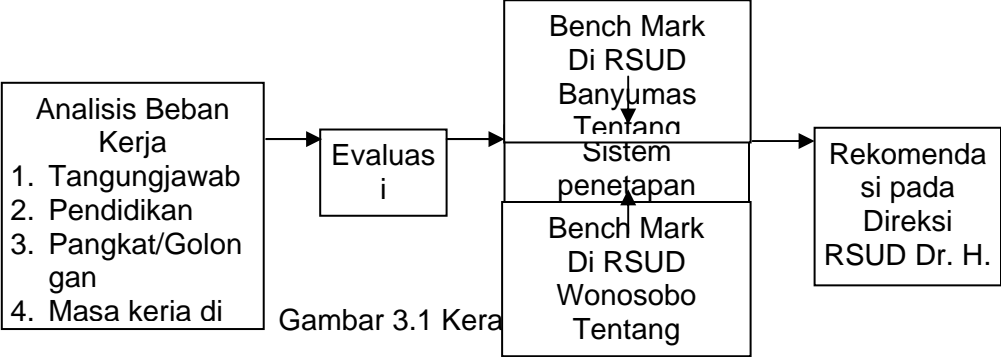 Analisis Beban
Kerja
1. Tangungjawab
2. Pendidikan
3. Pangkat/Golon
gan
4. Masa kerja di
Evaluas
i
Bench Mark
Di RSUD
Banyumas
Tentang
Sistem
penetapan
Bench Mark
Di RSUD
Wonosobo
Tentang
Rekomenda
si pada
Direksi
RSUD Dr. H.
Gambar 3.1 Kera